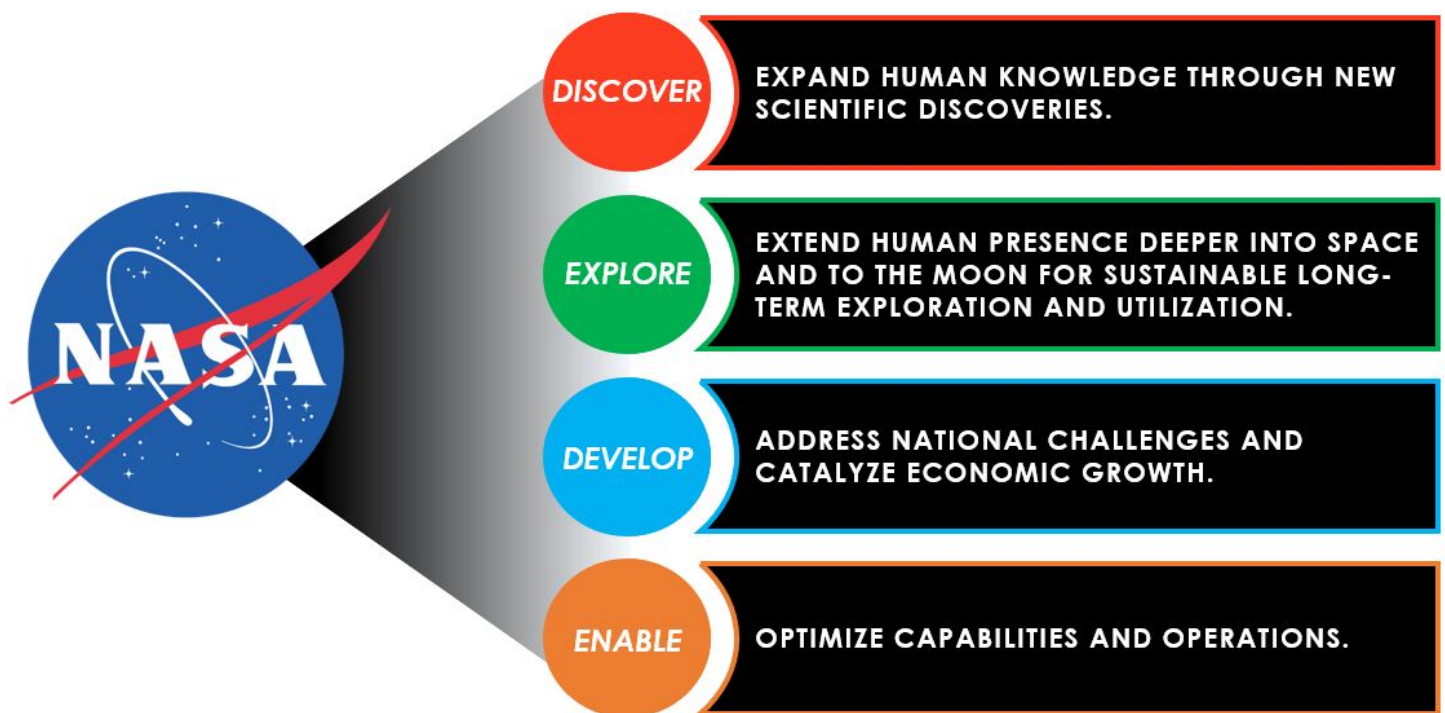 NASA
DISCOVER
EXPAND HUMAN KNOWLEDGE THROUGH NEW
SCIENTIFIC DISCOVERIES.
EXPLORE
EXTEND HUMAN PRESENCE DEEPER INTO SPACE
AND TO THE MOON FOR SUSTAINABLE LONG-
TERM EXPLORATION AND UTILIZATION.
DEVELOP
ADDRESS NATIONAL CHALLENGES AND
CATALYZE ECONOMIC GROWTH.
ENABLE
OPTIMIZE CAPABILITIES AND OPERATIONS.